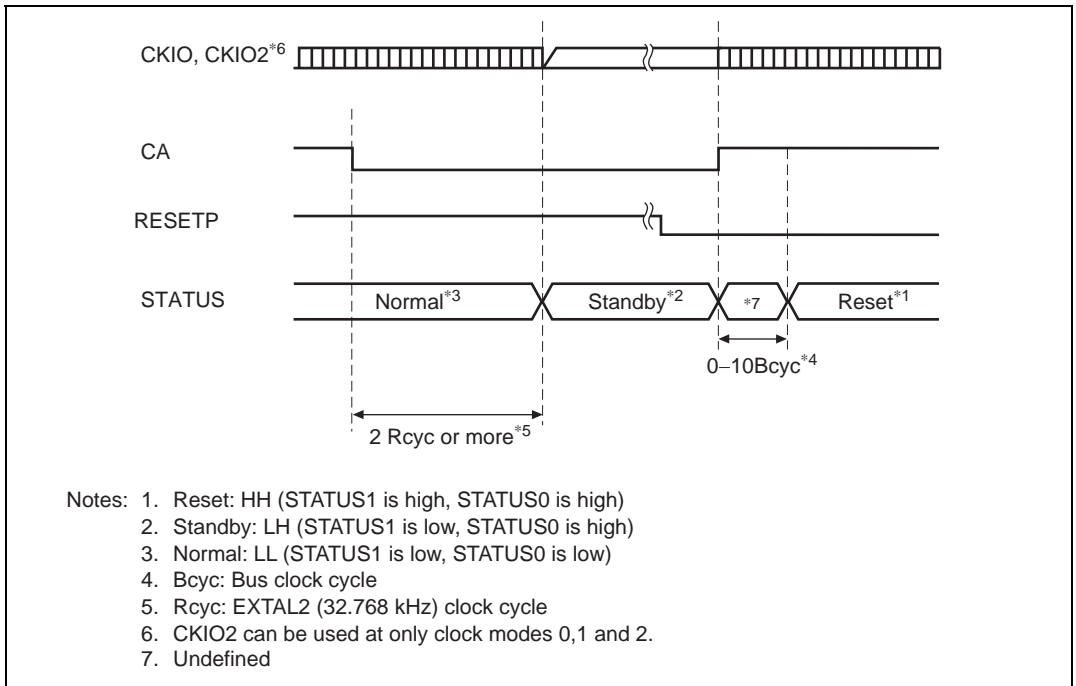 CKIO, CKIO2*6
CA
RESETP
STATUS
Normal*3
Standby*2
*7
Reset*1
0–10Bcyc*4
2 Rcyc or more*5
Notes: 1. Reset: HH (STATUS1 is high, STATUS0 is high)
2. Standby: LH (STATUS1 is low, STATUS0 is high)
3. Normal: LL (STATUS1 is low, STATUS0 is low)
4. Bcyc: Bus clock cycle
5. Rcyc: EXTAL2 (32.768 kHz) clock cycle
6. CKIO2 can be used at only clock modes 0,1 and 2.
7. Undefined